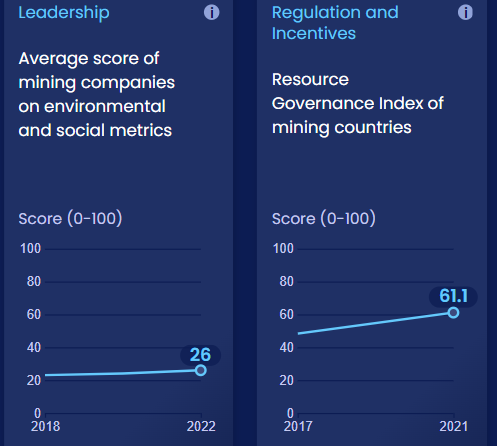 Leadership
i
Average score of
mining companies
on environmental
and social metrics
Score (0-100)
100
80
60
40
20
0
26
2018
2022
Regulation and
Incentives
i
Resource
Governance Index of
mining countries
Score (0-100)
100
80
60
40
20
0
61.1
2017
2021